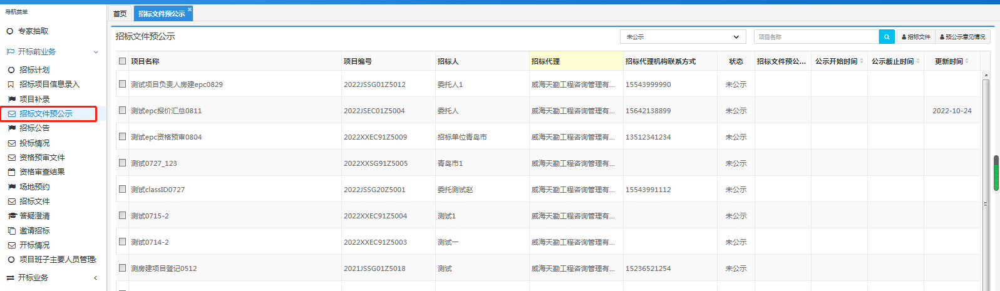 导航菜单
专家抽取
开标前业务
招标计划
招标项目信息录入
项目补录
招标文件预公示
招标公告
投标情况
资格预审文件
资格审查结果
场地预约
招标文件
答疑澄清
邀请招标
开标情况
项目班子主要人员管理
开标业务
首页 招标文件预公示
招标文件预公示 未公示 项目名称 招标文件 预公示意见情况
项目名称 项目编号 招标人 招标代理 招标代理机构联系方式 状态 招标文件预公... 公示开始时间 公示截止时间 更新时间
测试项目负责人房建epc0829 2022JSSG01Z5012 委托人1 威海天勤工程咨询管理有... 15543999990 未公示
测试epc报价汇总0811 2022JSEC01Z5004 委托人 威海天勤工程咨询管理有... 15642138899 未公示 2022-10-24
测试epc资格预审0804 2022XXEC91Z5009 招标单位青岛市 威海天勤工程咨询管理有... 13512341234 未公示
测试0727_123 2022XXSG91Z5005 青岛市1 威海天勤工程咨询管理有... 未公示
测试classID0727 2022JSSG20Z5001 委托测试赵 威海天勤工程咨询管理有... 15543991112 未公示
测试0715-2 2022XXEC91Z5004 测试1 威海天勤工程咨询管理有... 未公示
测试0714-2 2022XXEC91Z5003 测试一 威海天勤工程咨询管理有... 未公示
测房建项目登记0512 2021JSSG01Z5018 测试 威海天勤工程咨询管理有... 15236521254 未公示